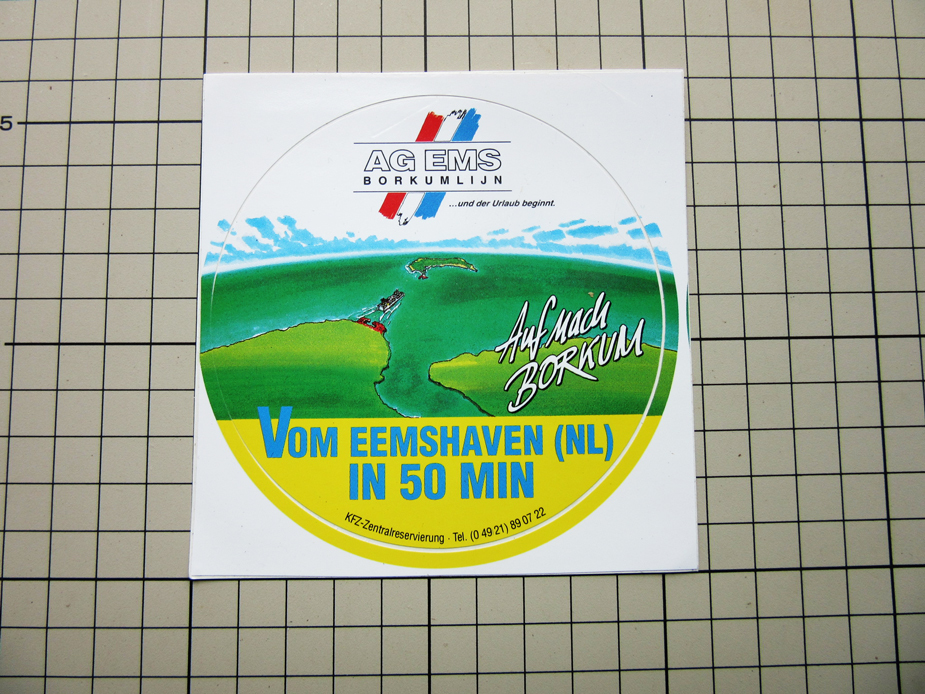 5
AG EMS
BORKUMLIJN
...und der Urlaub beginnt.
Auf nach
BORKUM
VOM EEMSHAVEN (NL)
IN 50 MIN
KFZ-Zentralreservierung · Tel. (0 49 21) 89 07 22